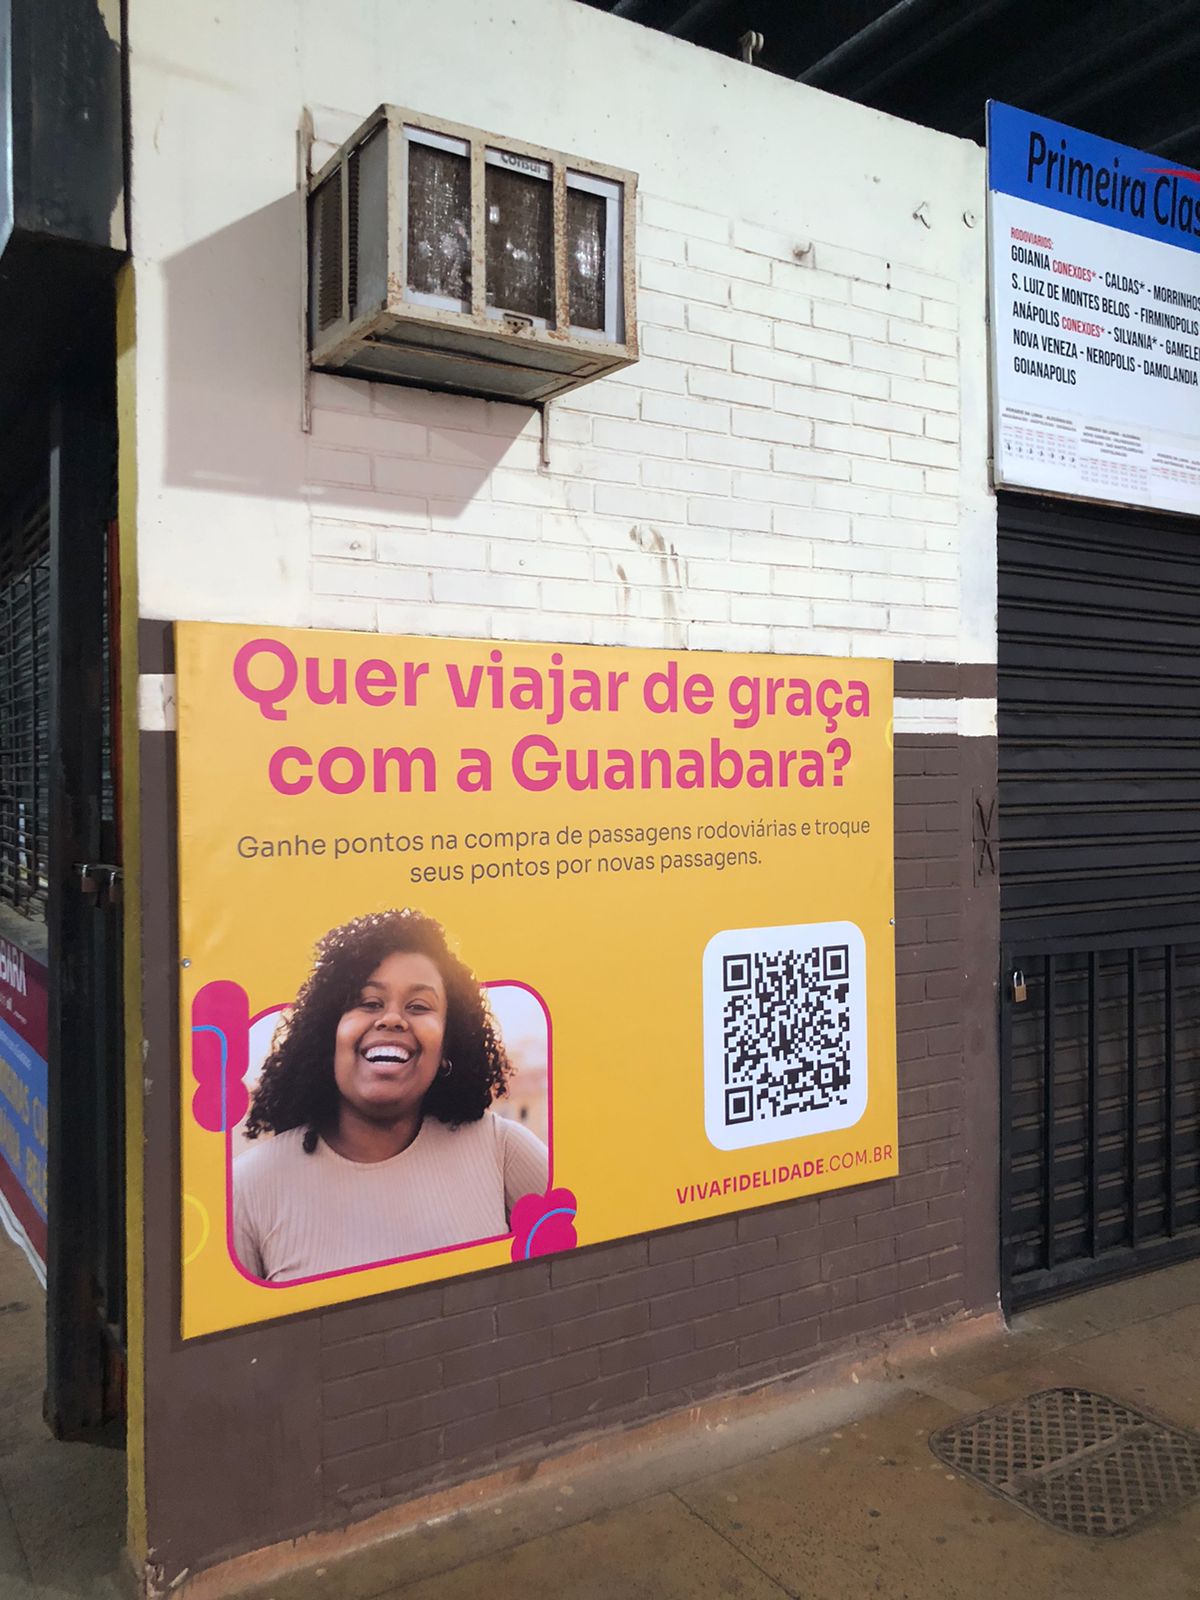 Consul
Primeira Clas
RODOVIARIOS:
GOIANIA CONEXOES* - CALDAS* - MORRINHOS
S. LUIZ DE MONTES BELOS - FIRMINOPOLIS
ANÁPOLIS CONEXOES* - SILVANIA* - GAMELEI
NOVA VENEZA - NEROPOLIS - DAMOLANDIA
GOIANAPOLIS
Quer viajar de graça
com a Guanabara?
Ganhe pontos na compra de passagens rodoviárias e troque
seus pontos por novas passagens.
VIVAFIDELIDADE.COM.BR